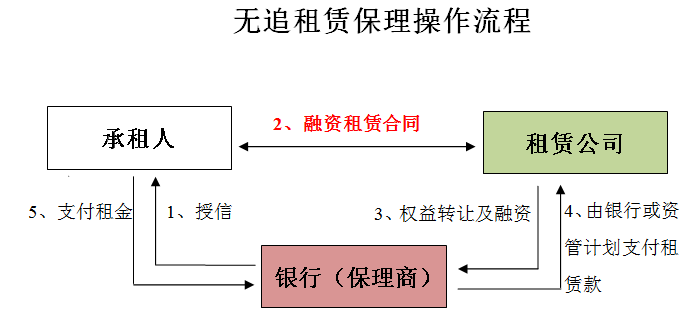 无追租赁保理操作流程
2、融资租赁合同
承租人
租赁公司
5、支付租金
1、授信
3、权益转让及融资
4、由银行或资
管计划支付租
赁款
银行（保理商）